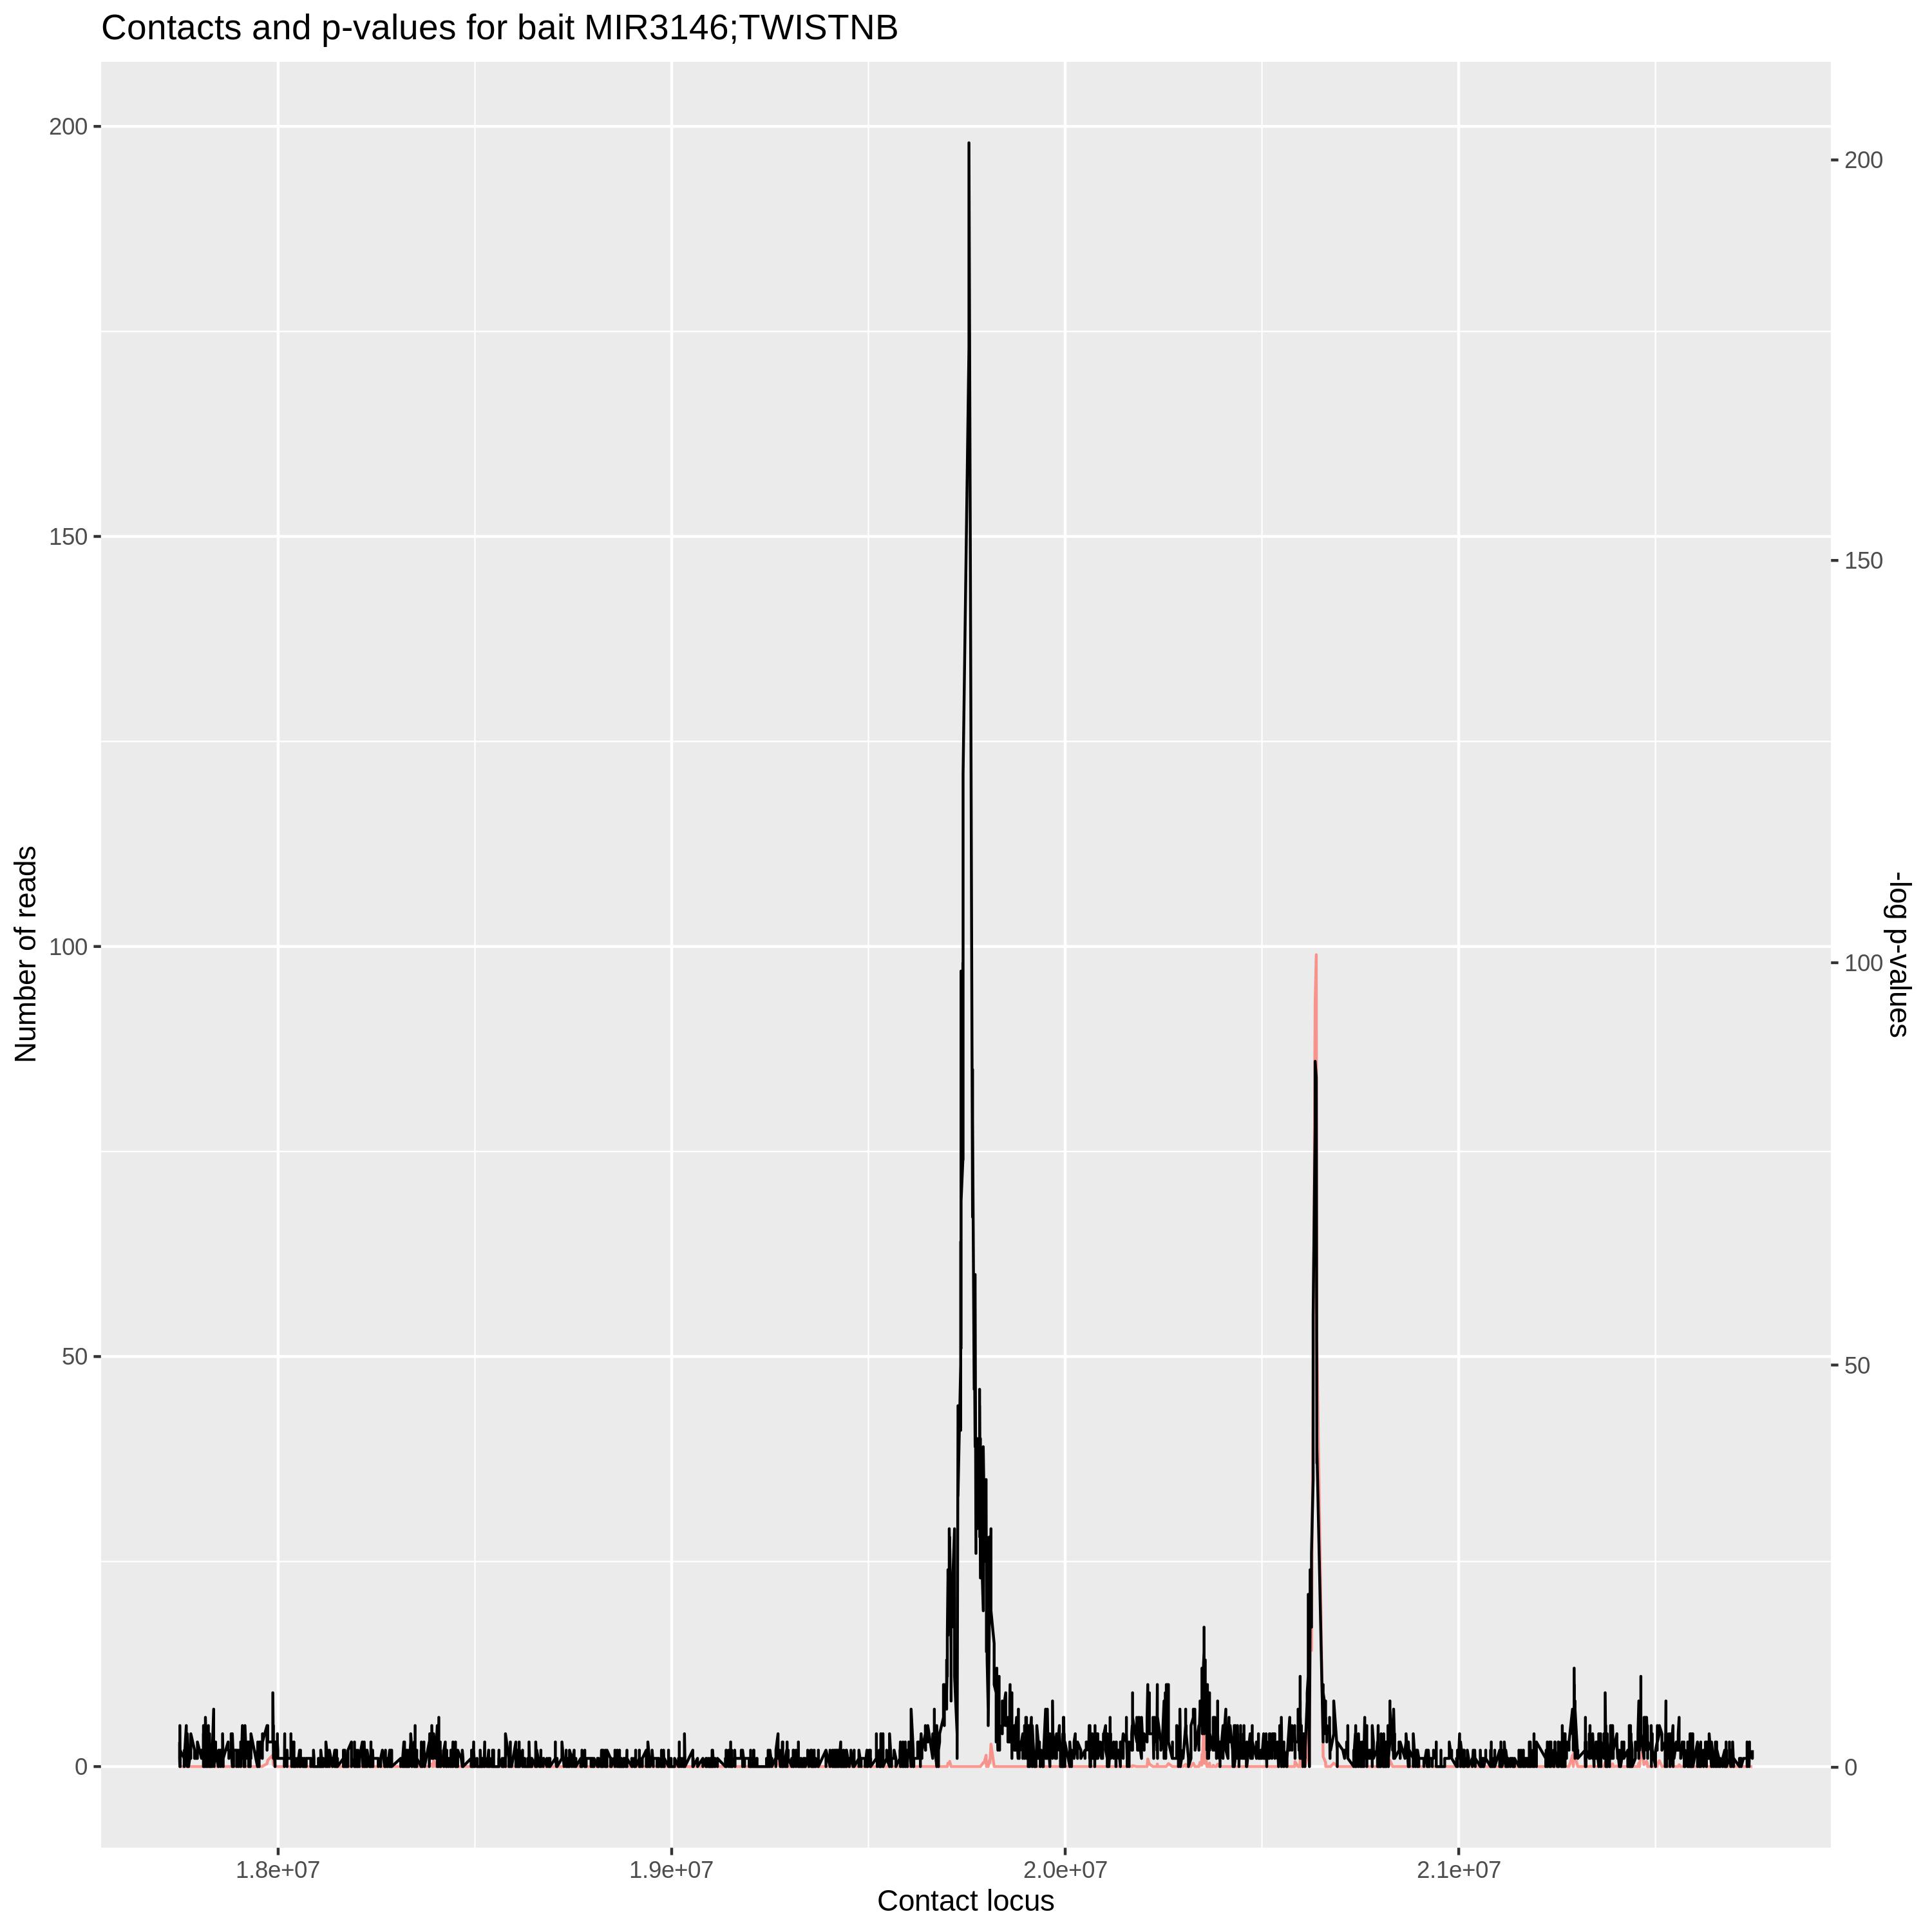 Contacts and p-values for bait MIR3146;TWISTNB
200
150
100
50
0
Number of reads
200
150
100
50
0
-log p-values
1.8e+07
1.9e+07
2.0e+07
2.1e+07
Contact locus